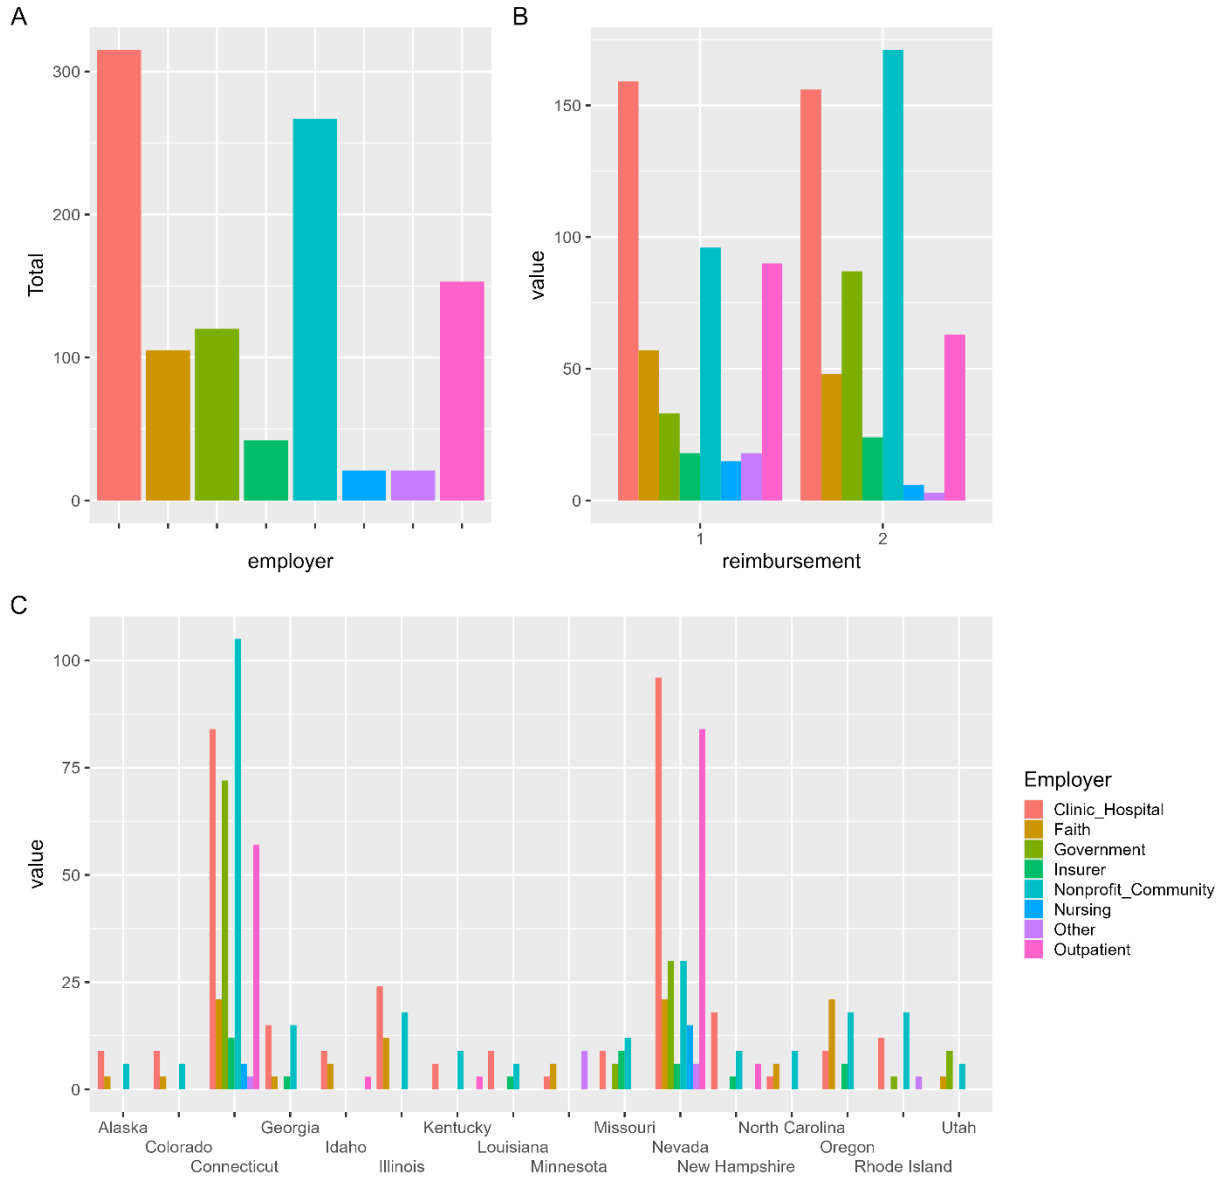 A
Total
300
200
100
0
employer
B
value
150
100
50
0
1
2
reimbursement
C
value
100
75
50
25
0
Alaska
Colorado
Connecticut
Georgia
Idaho
Illinois
Kentucky
Louisiana
Minnesota
Missouri
Nevada
New Hampshire
North Carolina
Oregon
Rhode Island
Utah
Employer
Clinic_Hospital
Faith
Government
Insurer
Nonprofit_Community
Nursing
Other
Outpatient